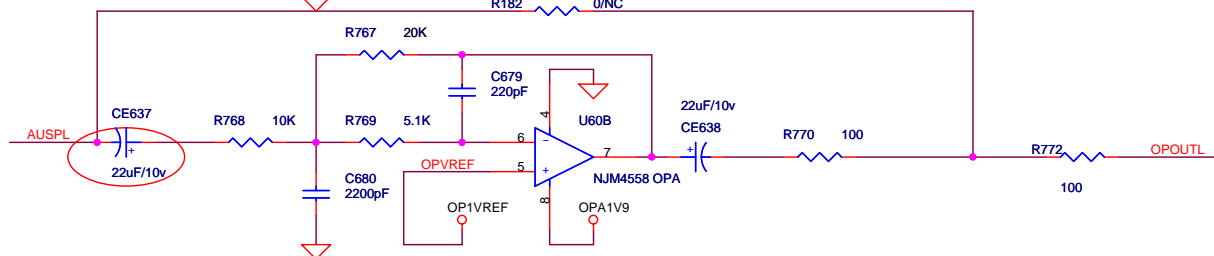 R182 0/NC
R767 20K
C679
220pF
4
22uF/10v
CE638
CE637
AUSPL
22uF/10v
R768 10K
R769 5.1K
6
U60B
7
R770 100
R772
100
OPOUTL
OPVREF
5
NJM4558 OPA
C680
2200pF
8
OP1VREF
OPA1V9